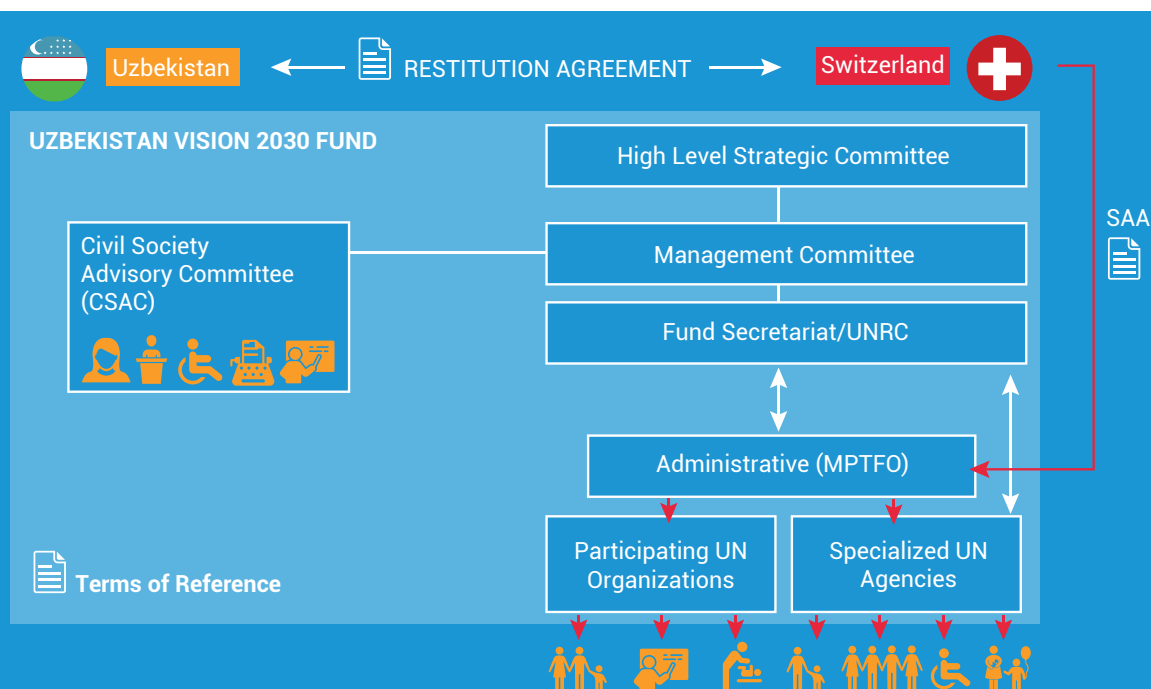 Uzbekistan
RESTITUTION AGREEMENT
Switzerland
UZBEKISTAN VISION 2030 FUND
High Level Strategic Committee
SAA
Civil Society
Advisory Committee
(CSAC)
Management Committee
Fund Secretariat/UNRC
Administrative (MPTFO)
Participating UN
Organizations
Specialized UN
Agencies
Terms of Reference